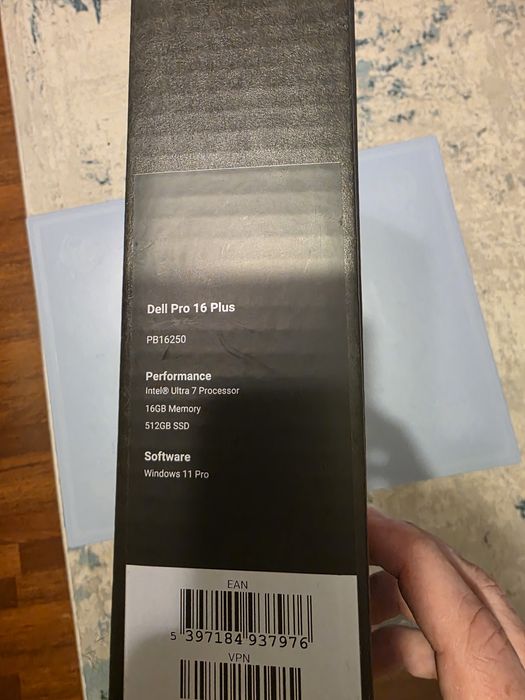 Dell Pro 16 Plus
PB16250
Performance
Intel® Ultra 7 Processor
16GB Memory
512GB SSD
Software
Windows 11 Pro
EAN
5 397184 937976
VPN